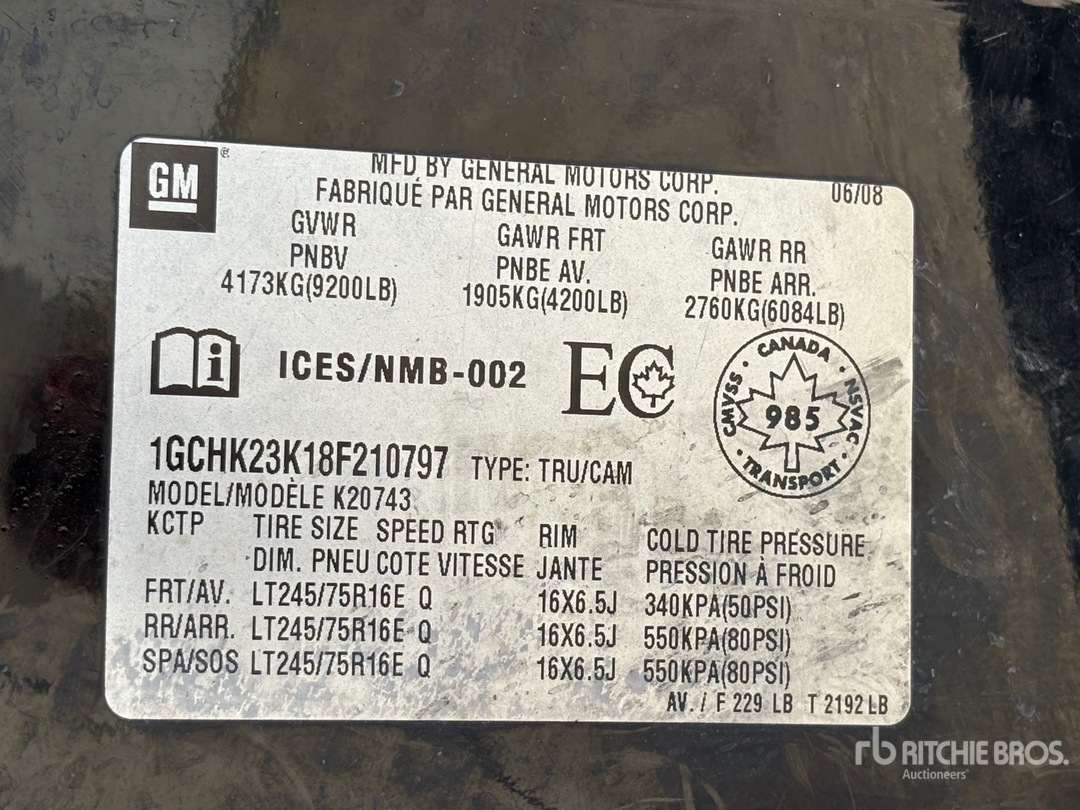 GM
MFD BY GENERAL MOTORS CORP. 06/08
FABRIQUÉ PAR GENERAL MOTORS CORP.
GVWR GAWR FRT GAWR RR
PNBV PNBE AV. PNBE ARR.
4173KG(9200LB) 1905KG(4200LB) 2760KG(6084LB)
i ICES/NMB-002 EC
CANADA
CMVSS 985 NSVAC
TRANSPORT
1GCHK23K18F210797 TYPE: TRU/CAM
MODEL/MODÈLE K20743
KCTP TIRE SIZE SPEED RTG RIM COLD TIRE PRESSURE
DIM. PNEU COTE VITESSE JANTE PRESSION À FROID
FRT/AV. LT245/75R16E Q 16X6.5J 340KPA(50PSI)
RR/ARR. LT245/75R16E Q 16X6.5J 550KPA(80PSI)
SPA/SOS LT245/75R16E Q 16X6.5J 550KPA(80PSI)
AV. / F 229 LB T 2192 LB
rb RITCHIE BROS.
Auctioneers